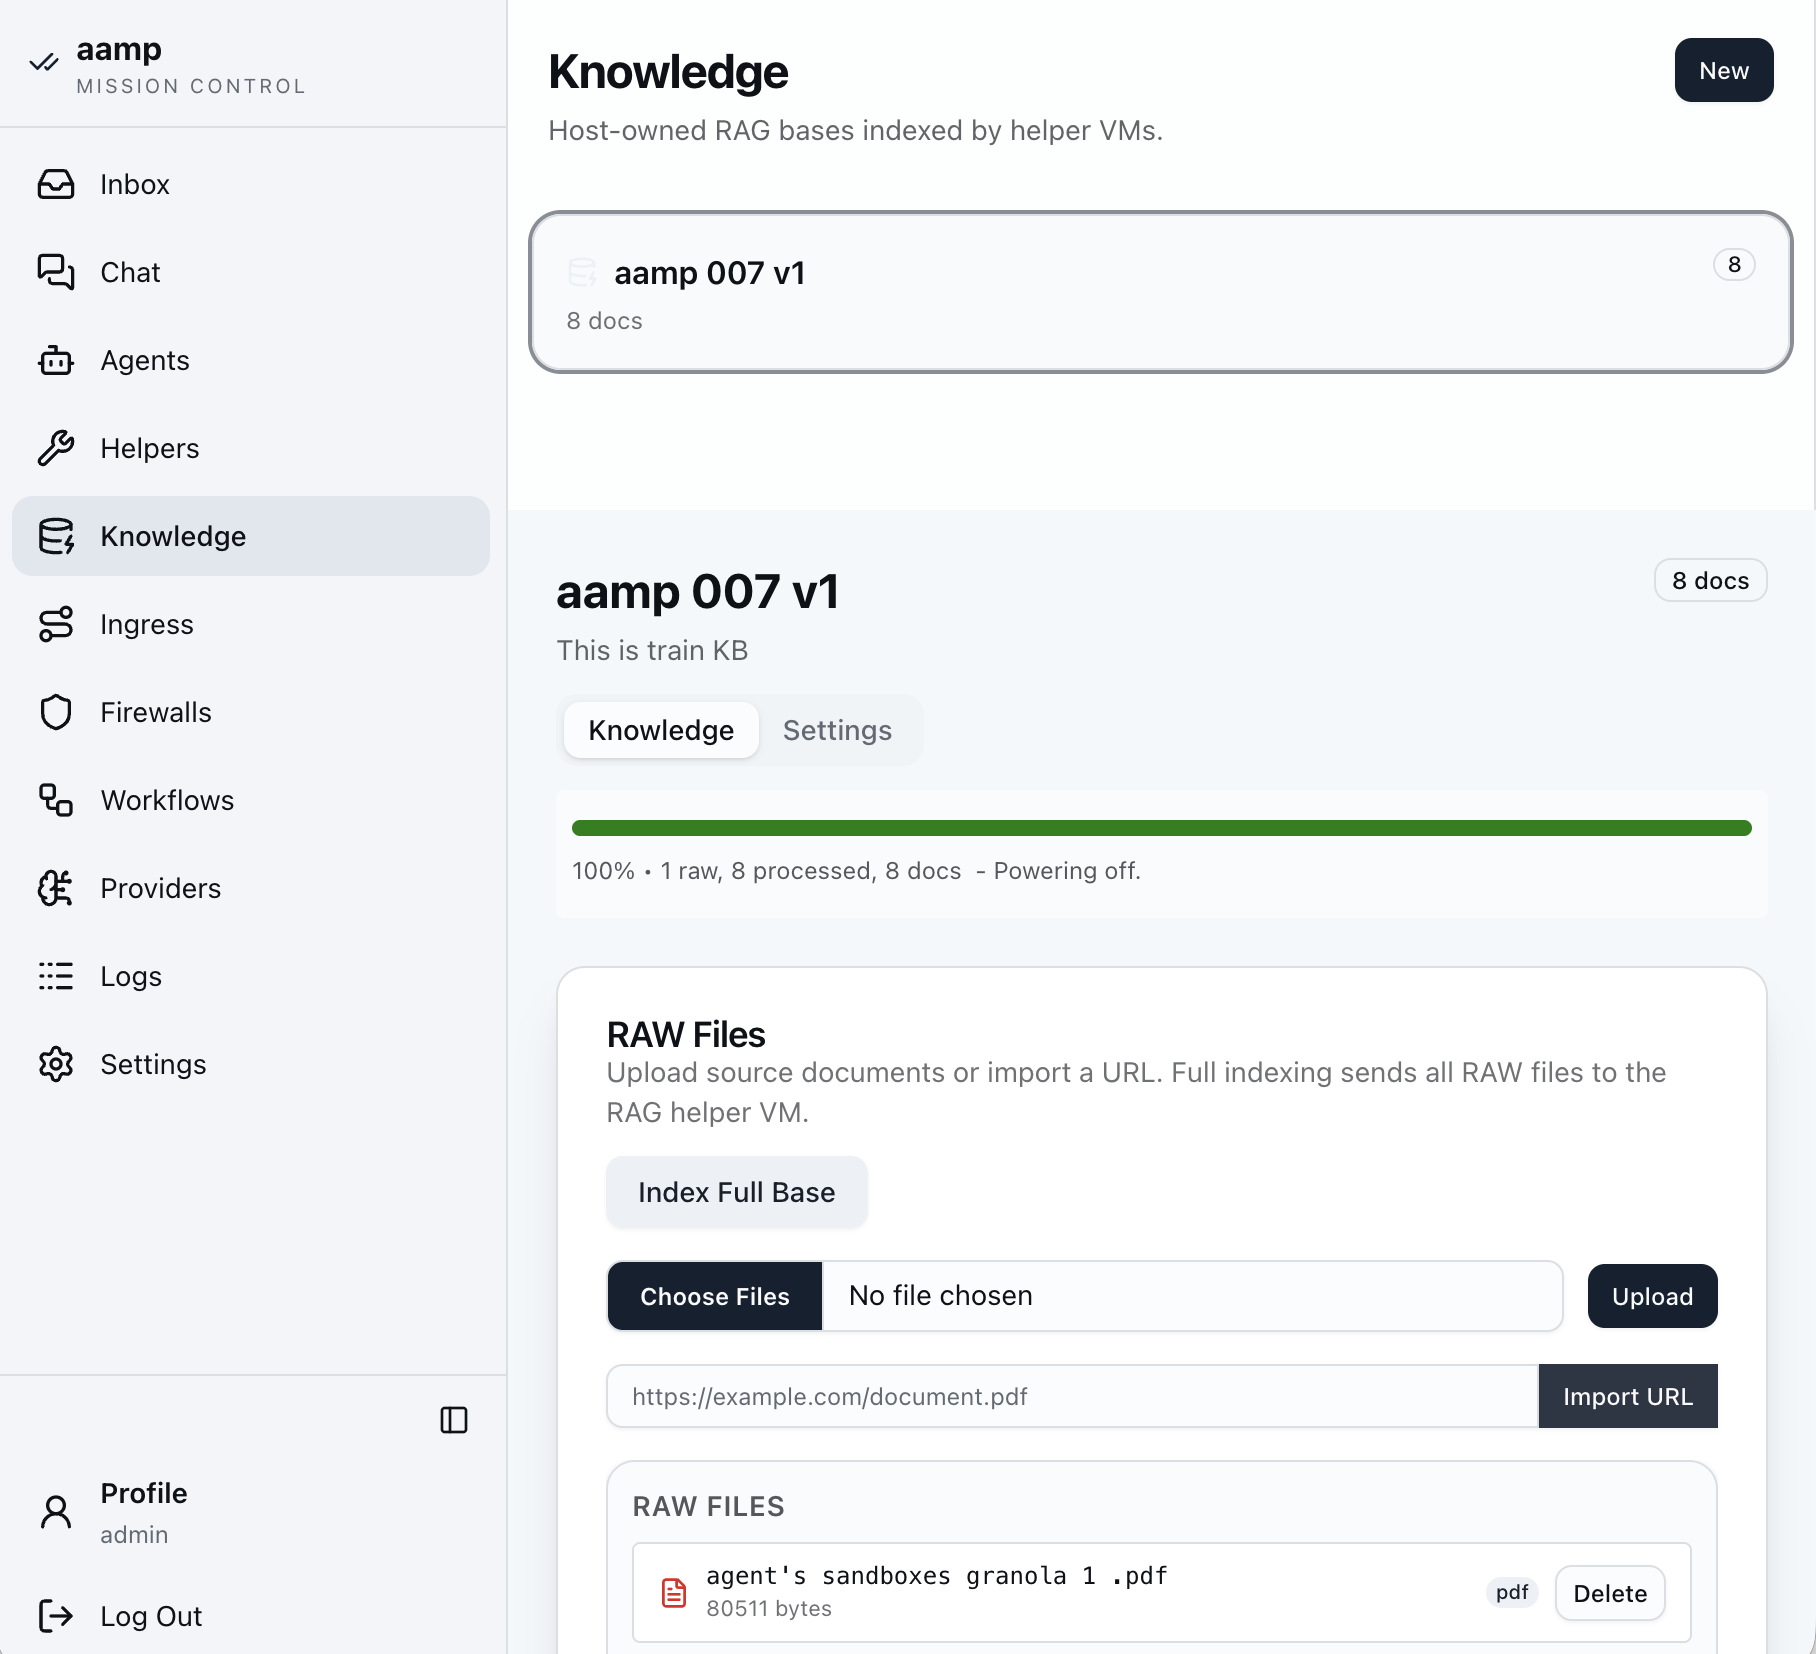 aamp
MISSION CONTROL
Inbox
Chat
Agents
Helpers
Knowledge
Ingress
Firewalls
Workflows
Providers
Logs
Settings
Profile
admin
Log Out
Knowledge
New
Host-owned RAG bases indexed by helper VMs.
aamp 007 v1
8
8 docs
aamp 007 v1
8 docs
This is train KB
Knowledge
Settings
100% • 1 raw, 8 processed, 8 docs - Powering off.
RAW Files
Upload source documents or import a URL. Full indexing sends all RAW files to the
RAG helper VM.
Index Full Base
Choose Files
No file chosen
Upload
https://example.com/document.pdf
Import URL
RAW FILES
agent's sandboxes granola 1 .pdf
80511 bytes
pdf
Delete